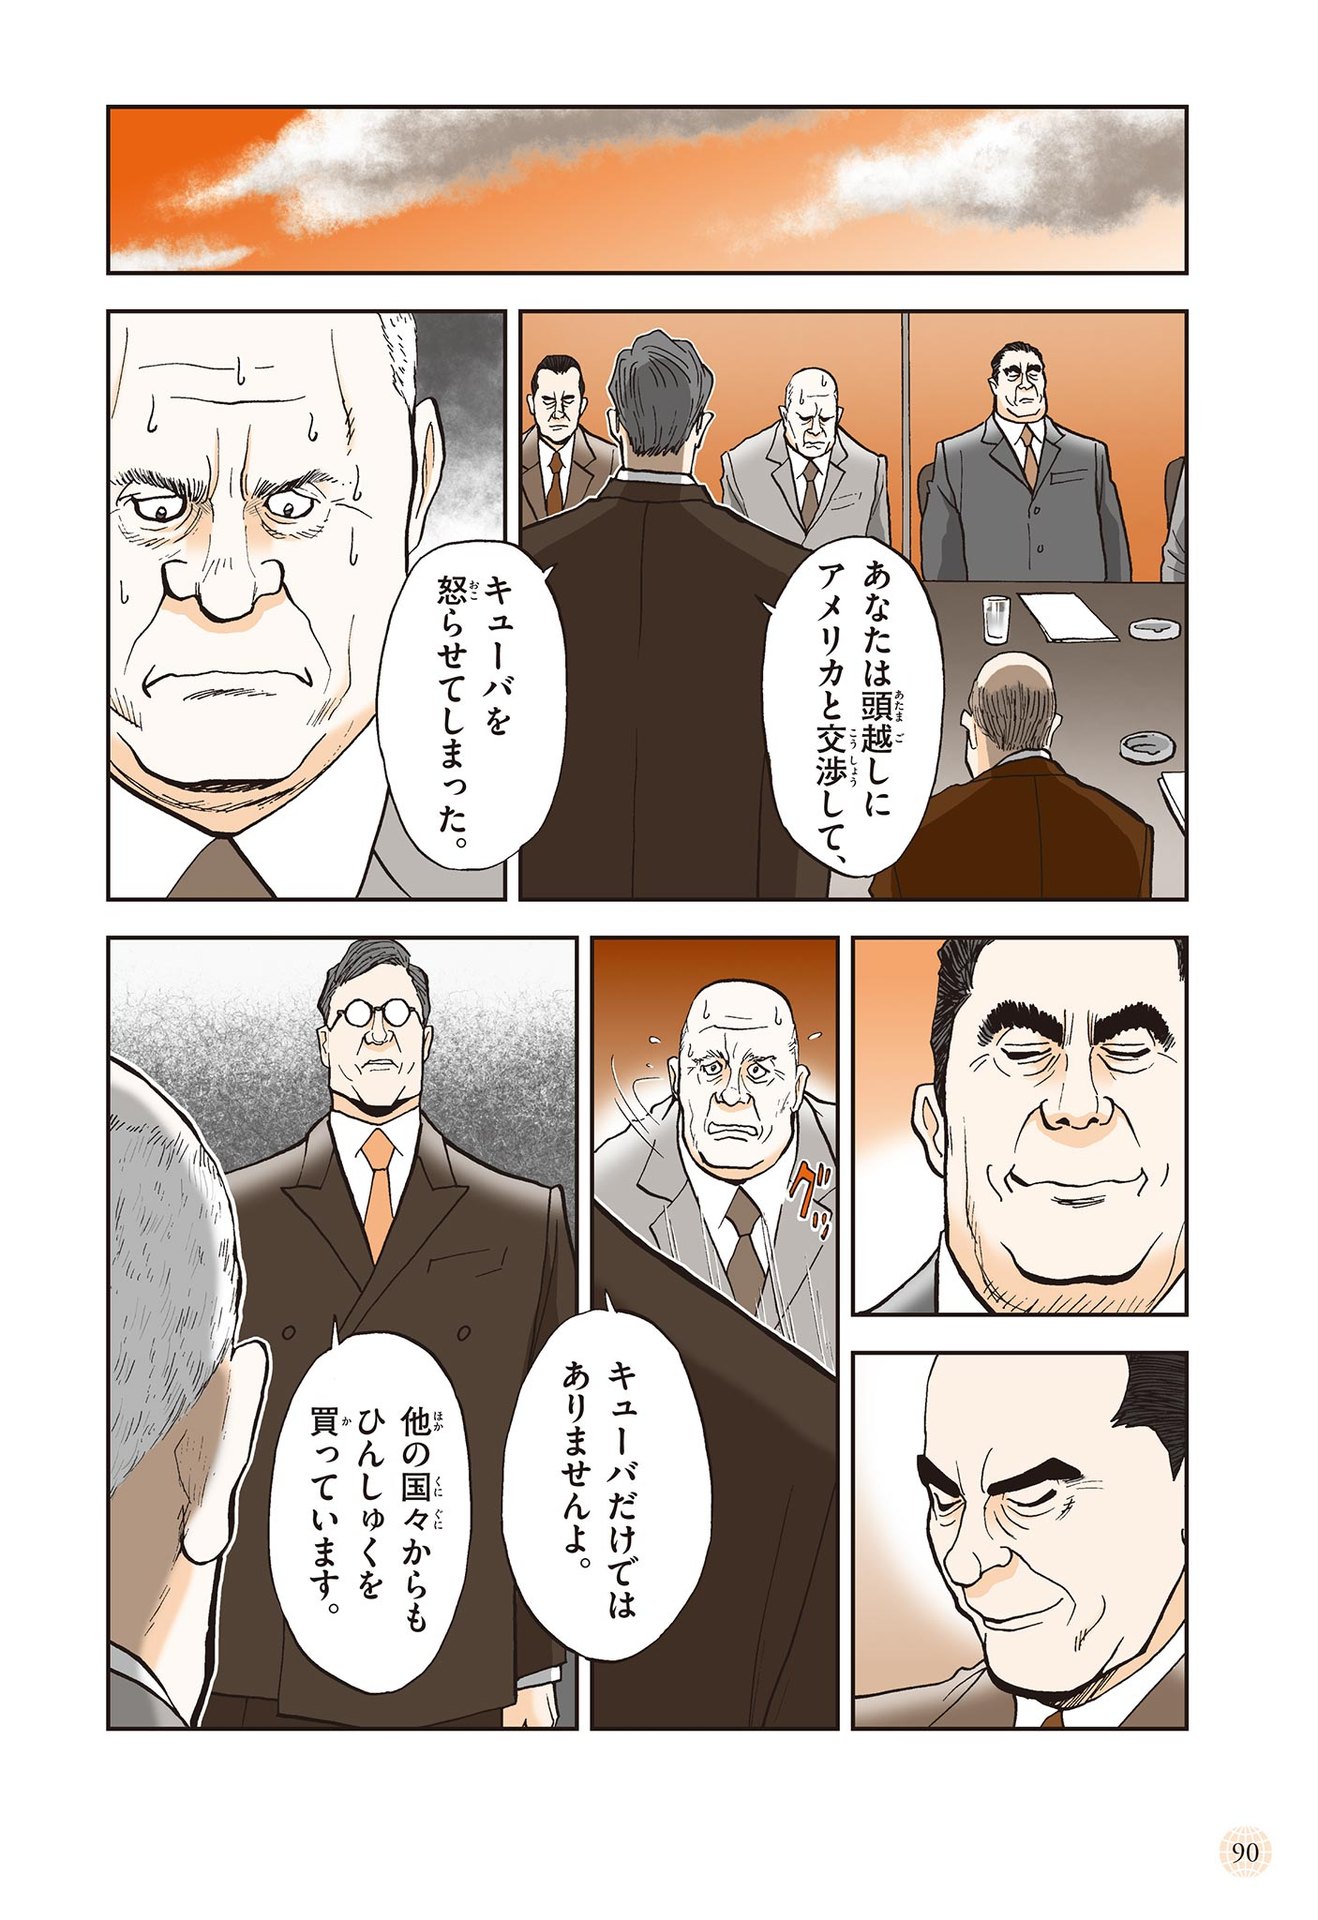 あなたは頭越しに
アメリカと交渉して、
キューバを
怒らせてしまった。
グッ
キューバだけでは
ありませんよ。
他の国々からも
ひんしゅくを
買っています。
90